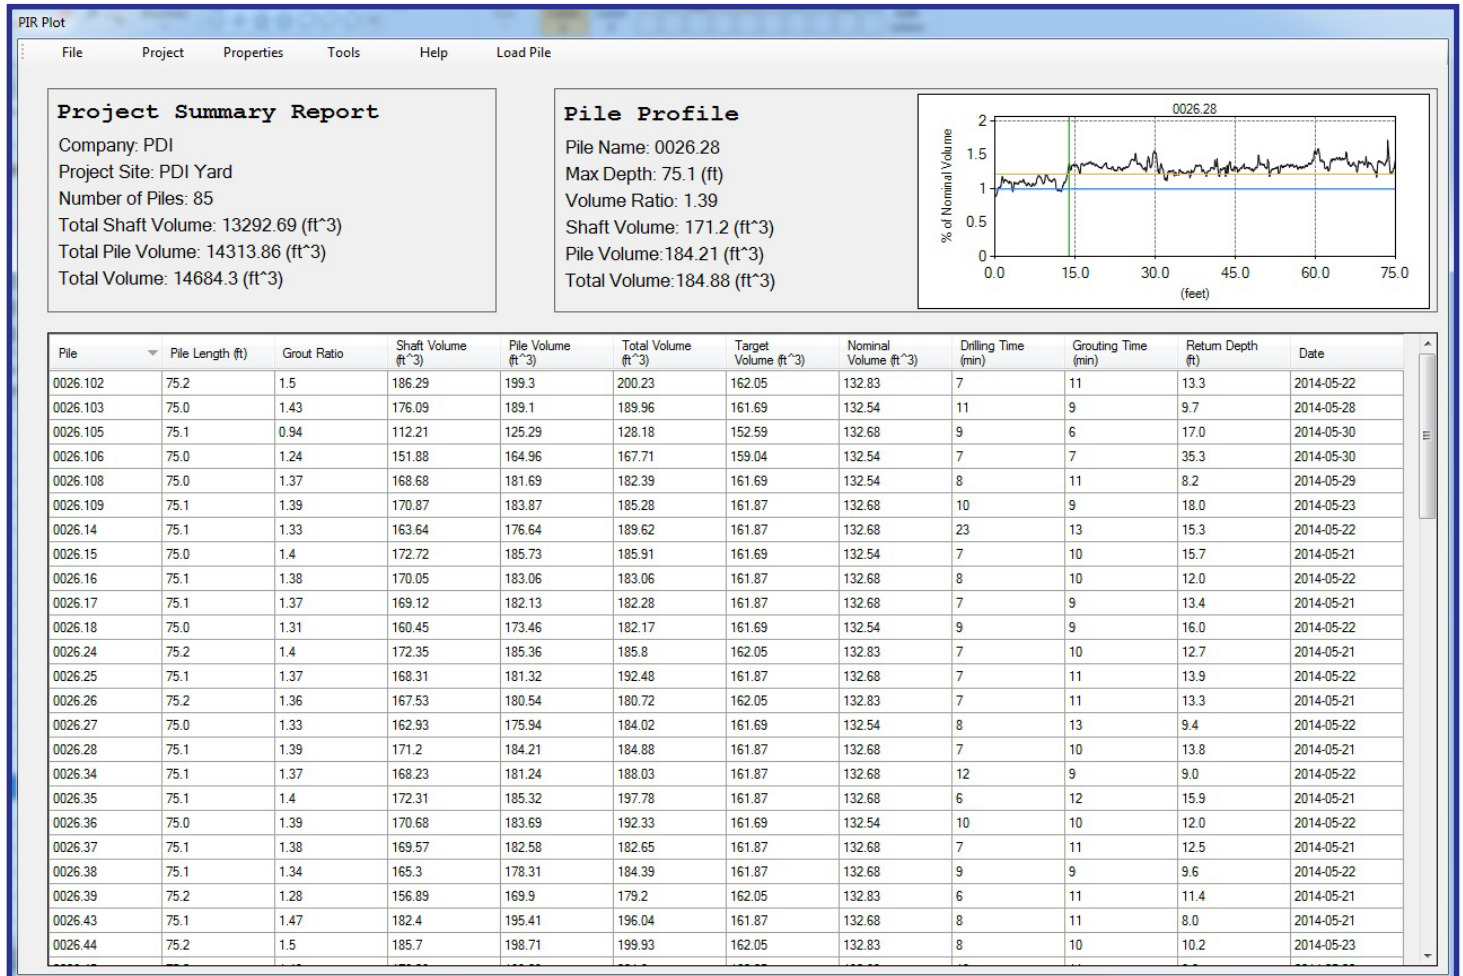 PIR Plot
File Project Properties Tools Help Load Pile
Project Summary Report
Company: PDI
Project Site: PDI Yard
Number of Piles: 85
Total Shaft Volume: 13292.69 (ft^3)
Total Pile Volume: 14313.86 (ft^3)
Total Volume: 14684.3 (ft^3)
Pile Profile
Pile Name: 0026.28
Max Depth: 75.1 (ft)
Volume Ratio: 1.39
Shaft Volume: 171.2 (ft^3)
Pile Volume:184.21 (ft^3)
Total Volume:184.88 (ft^3)
0026.28
% of Nominal Volume
2
1.5
1
0.5
0
0.0 15.0 30.0 45.0 60.0 75.0
(feet)
Pile Pile Length (ft) Grout Ratio Shaft Volume (ft^3) Pile Volume (ft^3) Total Volume (ft^3) Target Volume (ft^3) Nominal Volume (ft^3) Drilling Time (min) Grouting Time (min) Return Depth (ft) Date
0026.102 75.2 1.5 186.29 199.3 200.23 162.05 132.83 7 11 13.3 2014-05-22
0026.103 75.0 1.43 176.09 189.1 189.96 161.69 132.54 11 9 9.7 2014-05-28
0026.105 75.1 0.94 112.21 125.29 128.18 152.59 132.68 9 6 17.0 2014-05-30
0026.106 75.0 1.24 151.88 164.96 167.71 159.04 132.54 7 7 35.3 2014-05-30
0026.108 75.0 1.37 168.68 181.69 182.39 161.69 132.54 8 11 8.2 2014-05-29
0026.109 75.1 1.39 170.87 183.87 185.28 161.87 132.68 10 9 18.0 2014-05-23
0026.14 75.1 1.33 163.64 176.64 189.62 161.87 132.68 23 13 15.3 2014-05-22
0026.15 75.0 1.4 172.72 185.73 185.91 161.69 132.54 7 10 15.7 2014-05-21
0026.16 75.1 1.38 170.05 183.06 183.06 161.87 132.68 8 10 12.0 2014-05-22
0026.17 75.1 1.37 169.12 182.13 182.28 161.87 132.68 7 9 13.4 2014-05-21
0026.18 75.0 1.31 160.45 173.46 182.17 161.69 132.54 9 9 16.0 2014-05-22
0026.24 75.2 1.4 172.35 185.36 185.8 162.05 132.83 7 10 12.7 2014-05-21
0026.25 75.1 1.37 168.31 181.32 192.48 161.87 132.68 7 11 13.9 2014-05-22
0026.26 75.2 1.36 167.53 180.54 180.72 162.05 132.83 7 11 13.3 2014-05-21
0026.27 75.0 1.33 162.93 175.94 184.02 161.69 132.54 8 13 9.4 2014-05-22
0026.28 75.1 1.39 171.2 184.21 184.88 161.87 132.68 7 10 13.8 2014-05-21
0026.34 75.1 1.37 168.23 181.24 188.03 161.87 132.68 12 9 9.0 2014-05-22
0026.35 75.1 1.4 172.31 185.32 197.78 161.87 132.68 6 12 15.9 2014-05-21
0026.36 75.0 1.39 170.68 183.69 192.33 161.69 132.54 10 10 12.0 2014-05-22
0026.37 75.1 1.38 169.57 182.58 182.65 161.87 132.68 7 11 12.5 2014-05-21
0026.38 75.1 1.34 165.3 178.31 184.39 161.87 132.68 9 9 9.6 2014-05-22
0026.39 75.2 1.28 156.89 169.9 179.2 162.05 132.83 6 11 11.4 2014-05-21
0026.43 75.1 1.47 182.4 195.41 196.04 161.87 132.68 8 11 8.0 2014-05-21
0026.44 75.2 1.5 185.7 198.71 199.93 162.05 132.83 8 10 10.2 2014-05-23